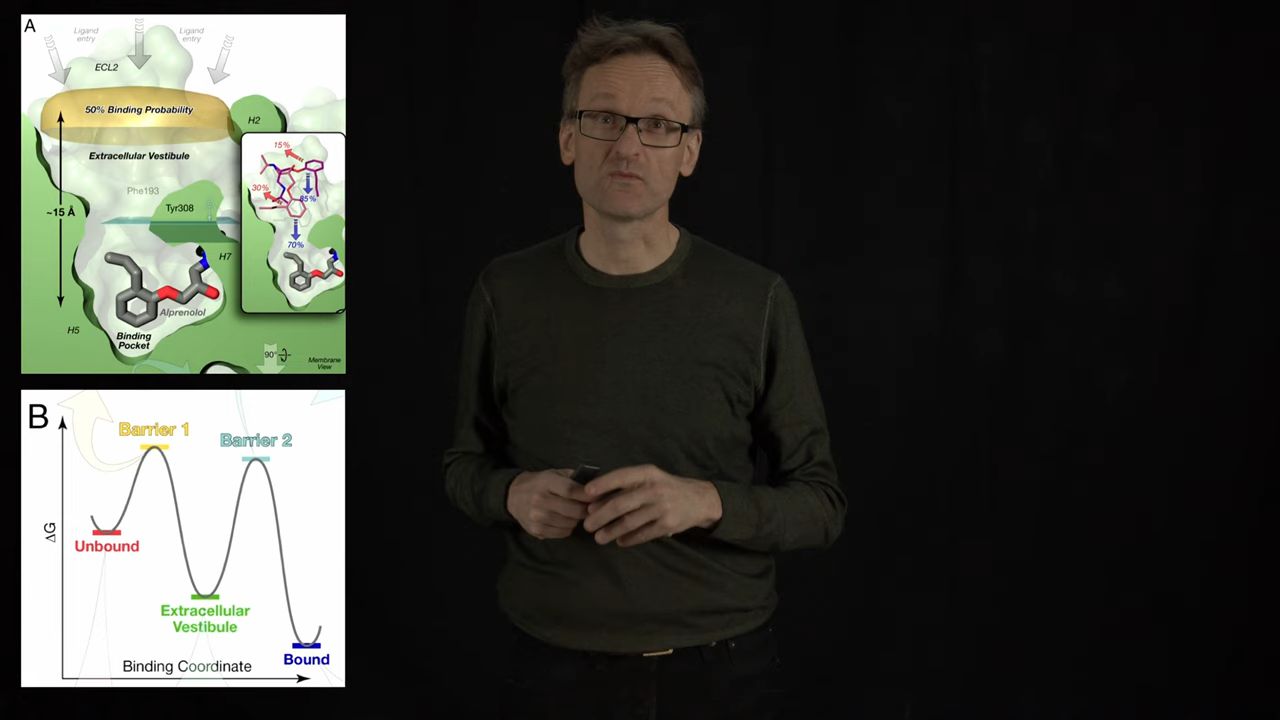 A
Ligand
entry
Ligand
entry
ECL2
50% Binding Probability
H2
Extracellular Vestibule
15%
Phe193
30%
85%
Tyr308
~15 Å
70%
H7
Alprenolol
H5
Binding
Pocket
90°
Membrane
View
B
Barrier 1
Barrier 2
ΔG
Unbound
Extracellular
Vestibule
Bound
Binding Coordinate